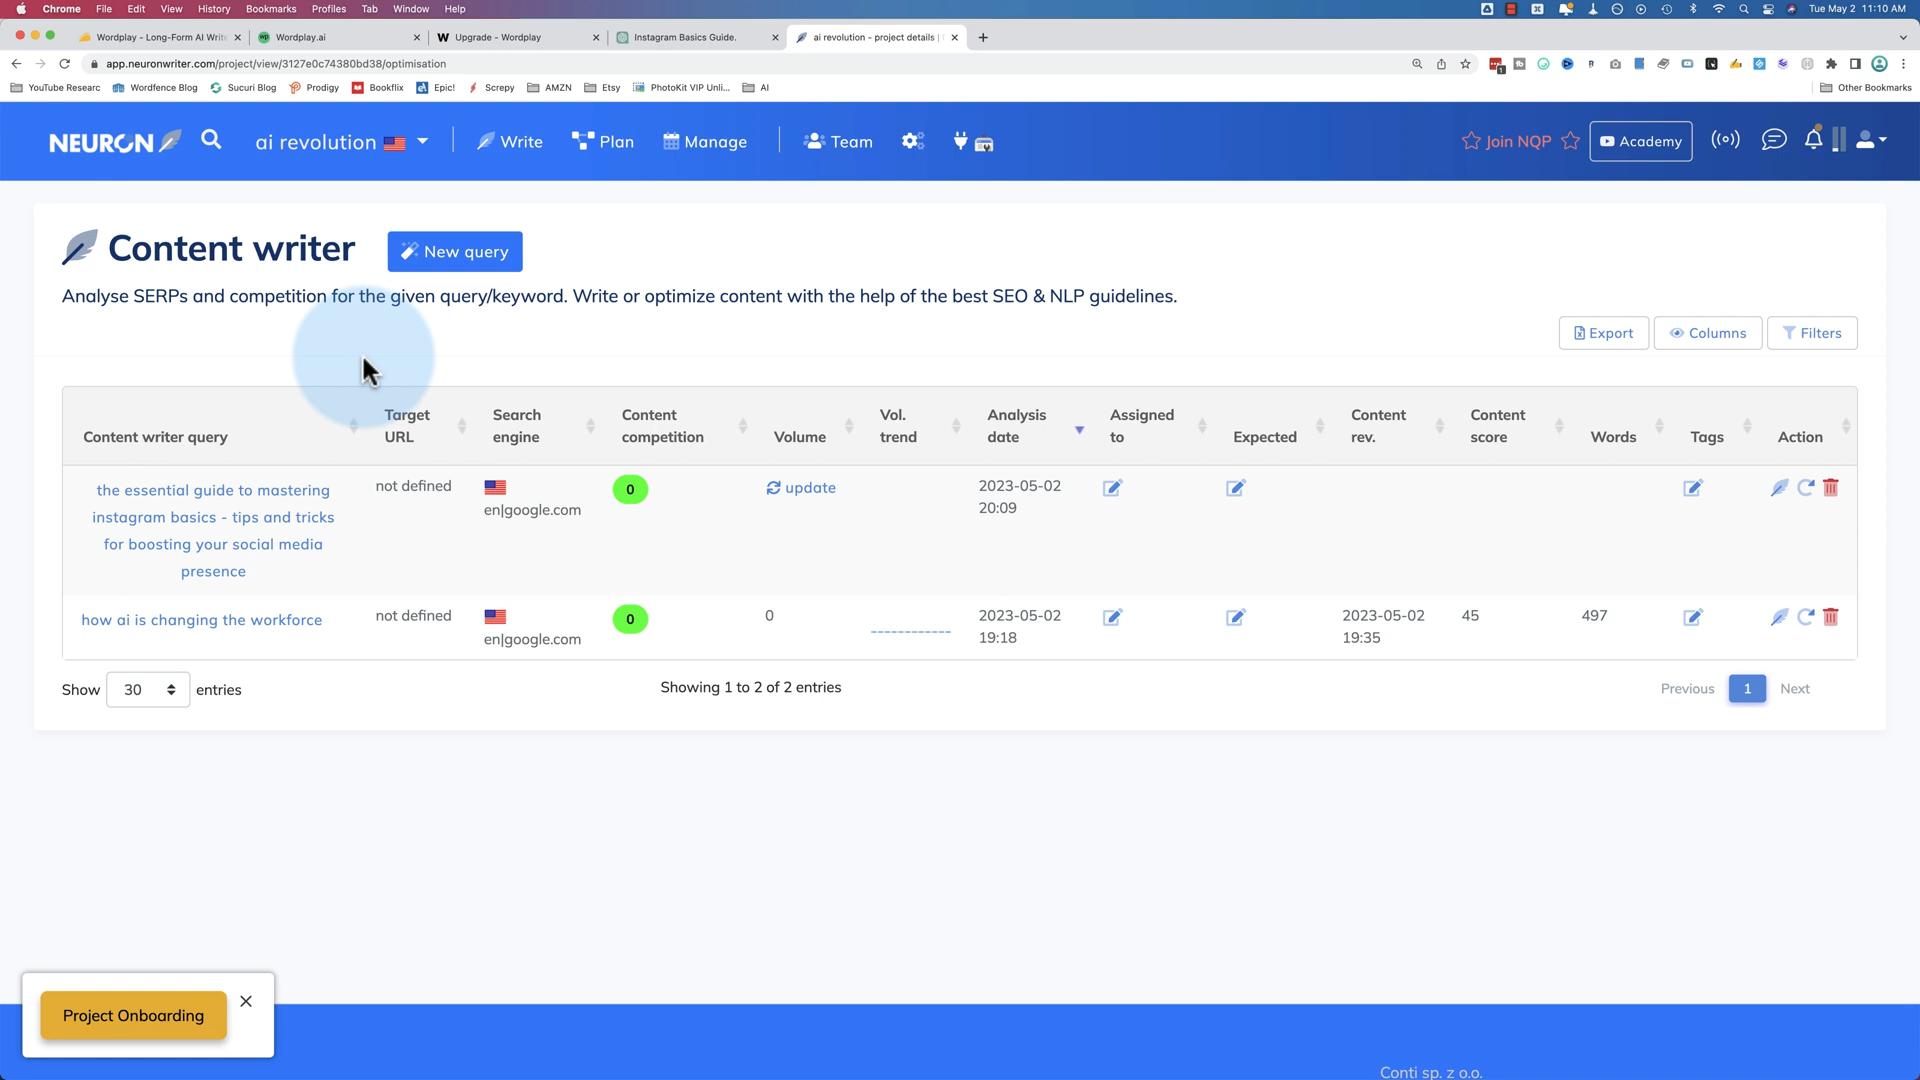 Chrome File Edit View History Bookmarks Profiles Tab Window Help Tue May 2 11:10 AM
Wordplay - Long-Form AI Write Wordplay.ai Upgrade - Wordplay Instagram Basics Guide. ai revolution - project details |
app.neuronwriter.com/project/view/3127e0c74380bd38/optimisation
YouTube Researc Wordfence Blog Sucuri Blog Prodigy Bookflix Epic! Screpy AMZN Etsy PhotoKit VIP Unli... AI Other Bookmarks
NEURON ai revolution Write Plan Manage Team Join NQP Academy
Content writer New query
Analyse SERPs and competition for the given query/keyword. Write or optimize content with the help of the best SEO & NLP guidelines.
Export Columns Filters
Content writer query
Target
URL
Search
engine
Content
competition
Volume
Vol.
trend
Analysis
date
Assigned
to
Expected
Content
rev.
Content
score
Words
Tags
Action
the essential guide to mastering
instagram basics - tips and tricks
for boosting your social media
presence
not defined
en|google.com
0
update
2023-05-02
20:09
how ai is changing the workforce
not defined
en|google.com
0
0
2023-05-02
19:18
2023-05-02
19:35
45
497
Show 30 entries
Showing 1 to 2 of 2 entries
Previous 1 Next
Project Onboarding
Conti sp. z o.o.